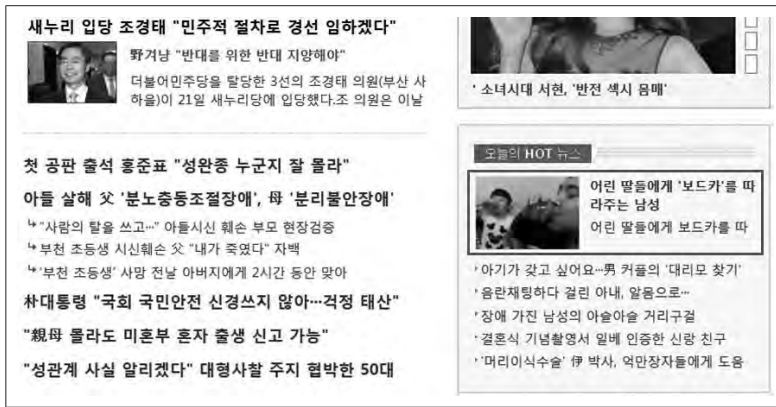 새누리 입당 조경태 "민주적 절차로 경선 임하겠다"
野겨냥 "반대를 위한 반대 지양해야"
더불어민주당을 탈당한 3선의 조경태 의원(부산 사
하을)이 21일 새누리당에 입당했다.조 의원은 이날
첫 공판 출석 홍준표 "성완종 누군지 잘 몰라"
아들 살해 父 '분노충동조절장애', 母 '분리불안장애'
"사람의 탈을 쓰고…" 아들시신 훼손 부모 현장검증
부천 초등생 시신훼손 父 "내가 죽였다" 자백
'부천 초등생' 사망 전날 아버지에게 2시간 동안 맞아
朴대통령 "국회 국민안전 신경쓰지 않아…걱정 태산"
"親母 몰라도 미혼부 혼자 출생 신고 가능"
"성관계 사실 알리겠다" 대형사찰 주지 협박한 50대
' 소녀시대 서현, '반전 섹시 몸매'
오늘의 HOT 뉴스
어린 딸들에게 '보드카'를 따
라주는 남성
어린 딸들에게 보드카를 따
아기가 갖고 싶어요…男 커플의 '대리모 찾기'
음란채팅하다 걸린 아내, 알몸으로…
장애 가진 남성의 아슬아슬 거리구걸
결혼식 기념촬영서 일베 인증한 신랑 친구
'머리이식수술' 伊 박사, 억만장자들에게 도움